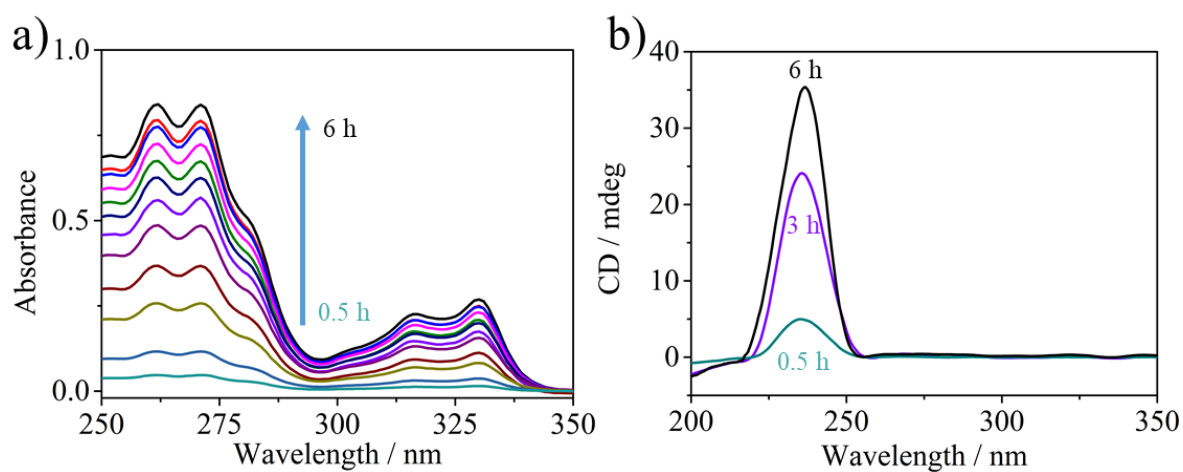 a)
1.0
0.5
0.0
Absorbance
6 h
0.5 h
250 275 300 325 350
Wavelength / nm
b)
40
30
20
10
0
CD / mdeg
6 h
3 h
0.5 h
200 250 300 350
Wavelength / nm